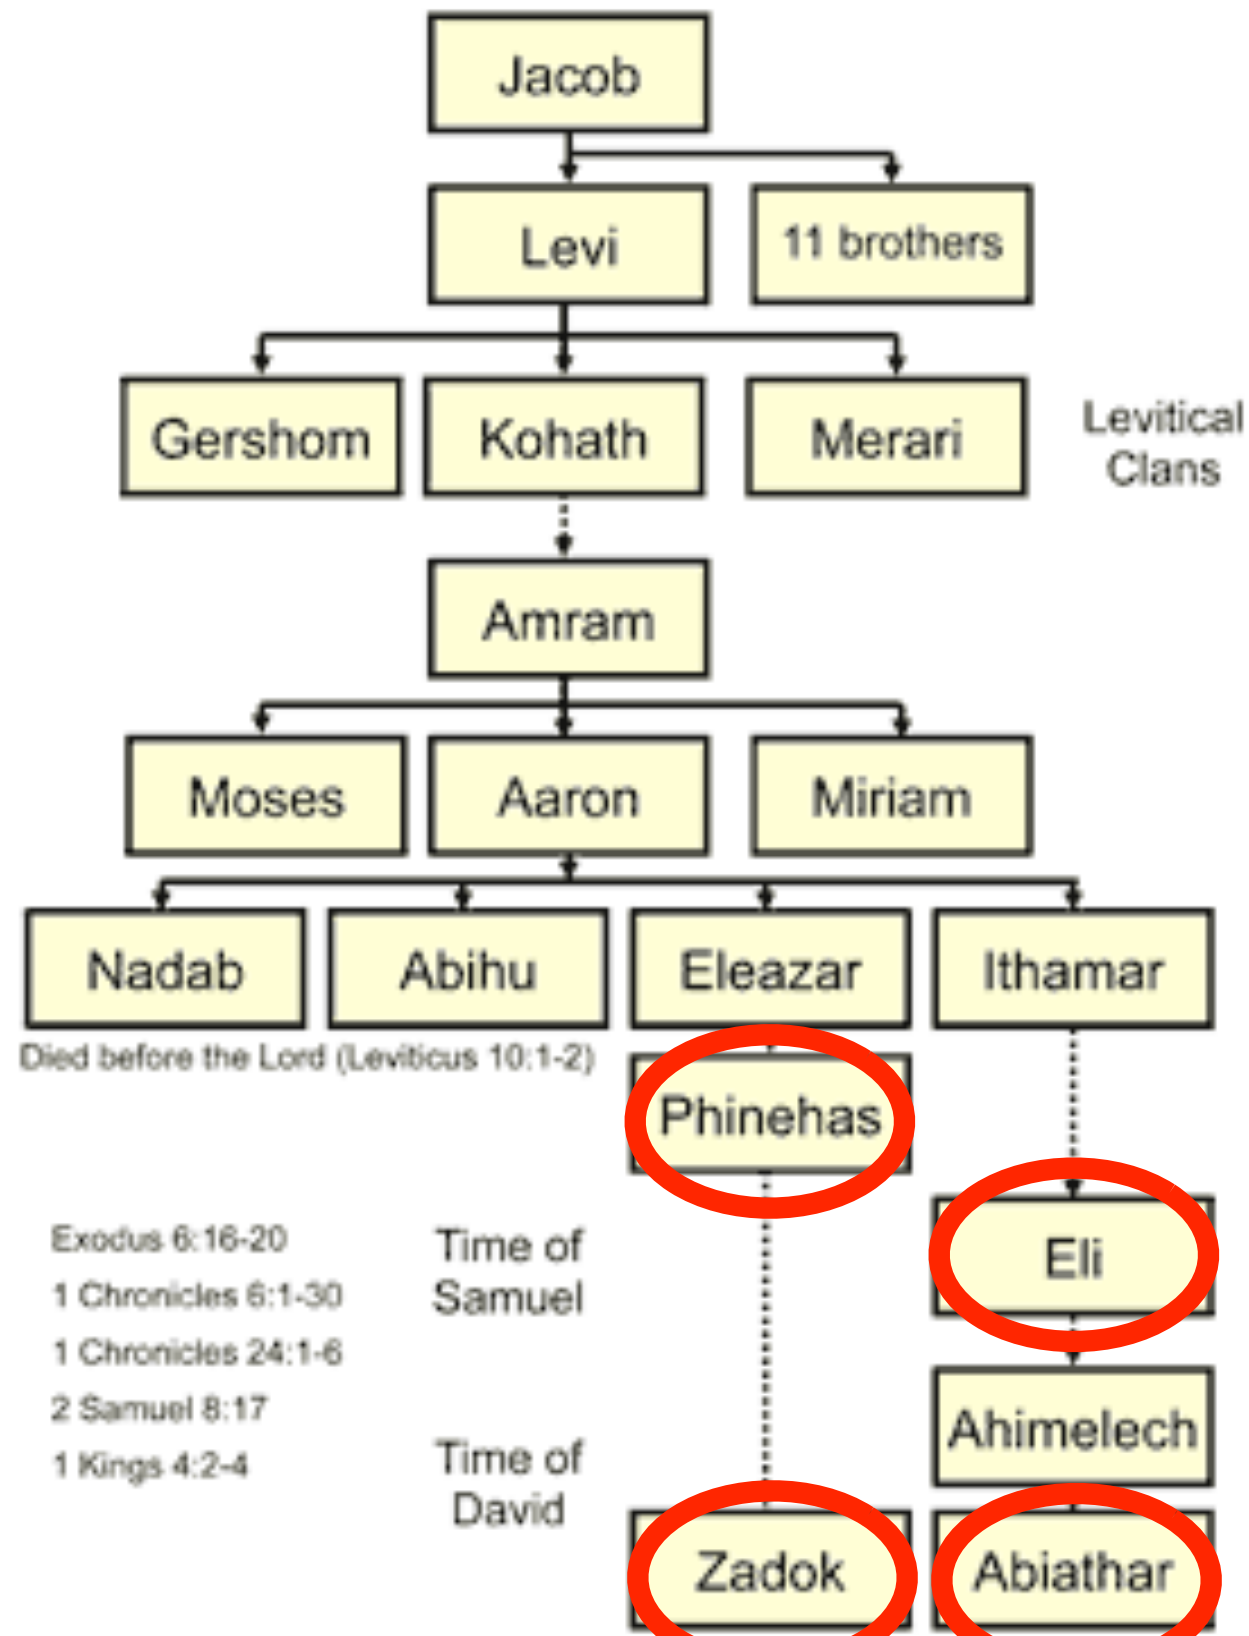 Jacob
Levi
11 brothers
Gershom
Kohath
Merari
Levitical
Clans
Amram
Moses
Aaron
Miriam
Nadab
Abihu
Eleazar
Ithamar
Died before the Lord (Leviticus 10:1-2)
Phinehas
Exodus 6:16-20
1 Chronicles 6:1-30
1 Chronicles 24:1-6
2 Samuel 8:17
1 Kings 4:2-4
Time of
Samuel
Eli
Ahimelech
Time of
David
Zadok
Abiathar